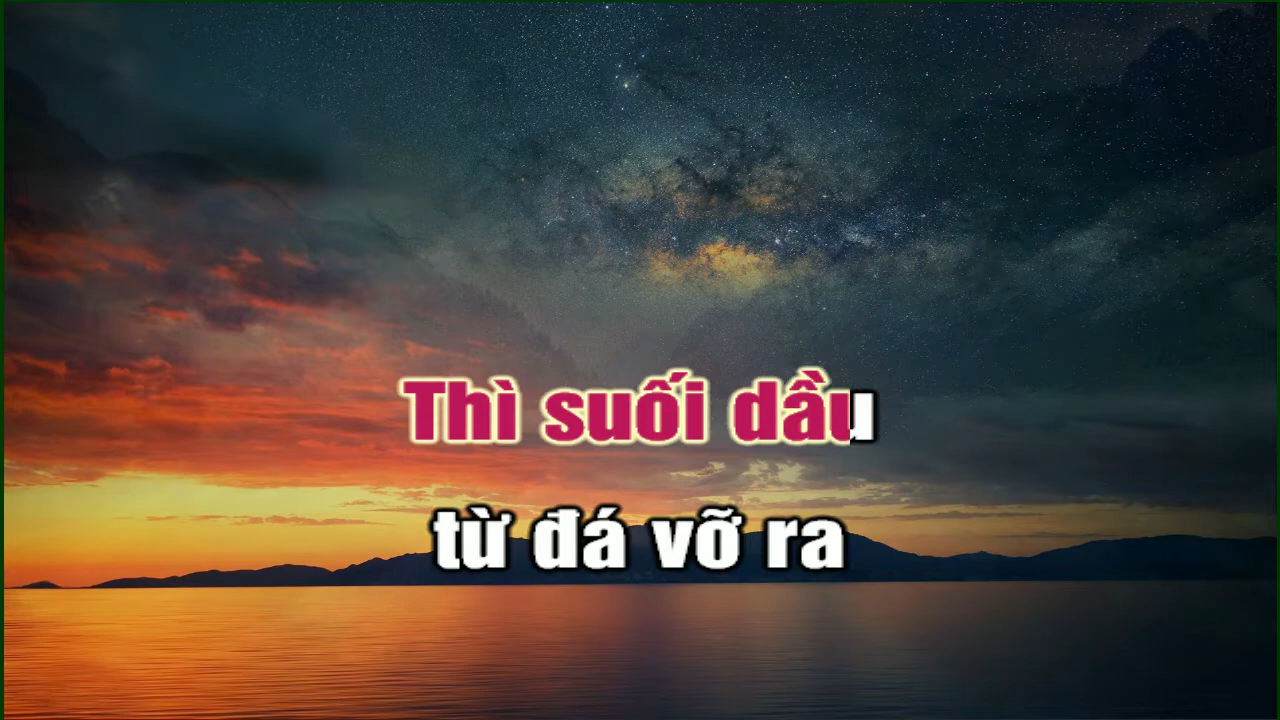 Thì suối dầu
từ đá vỡ ra